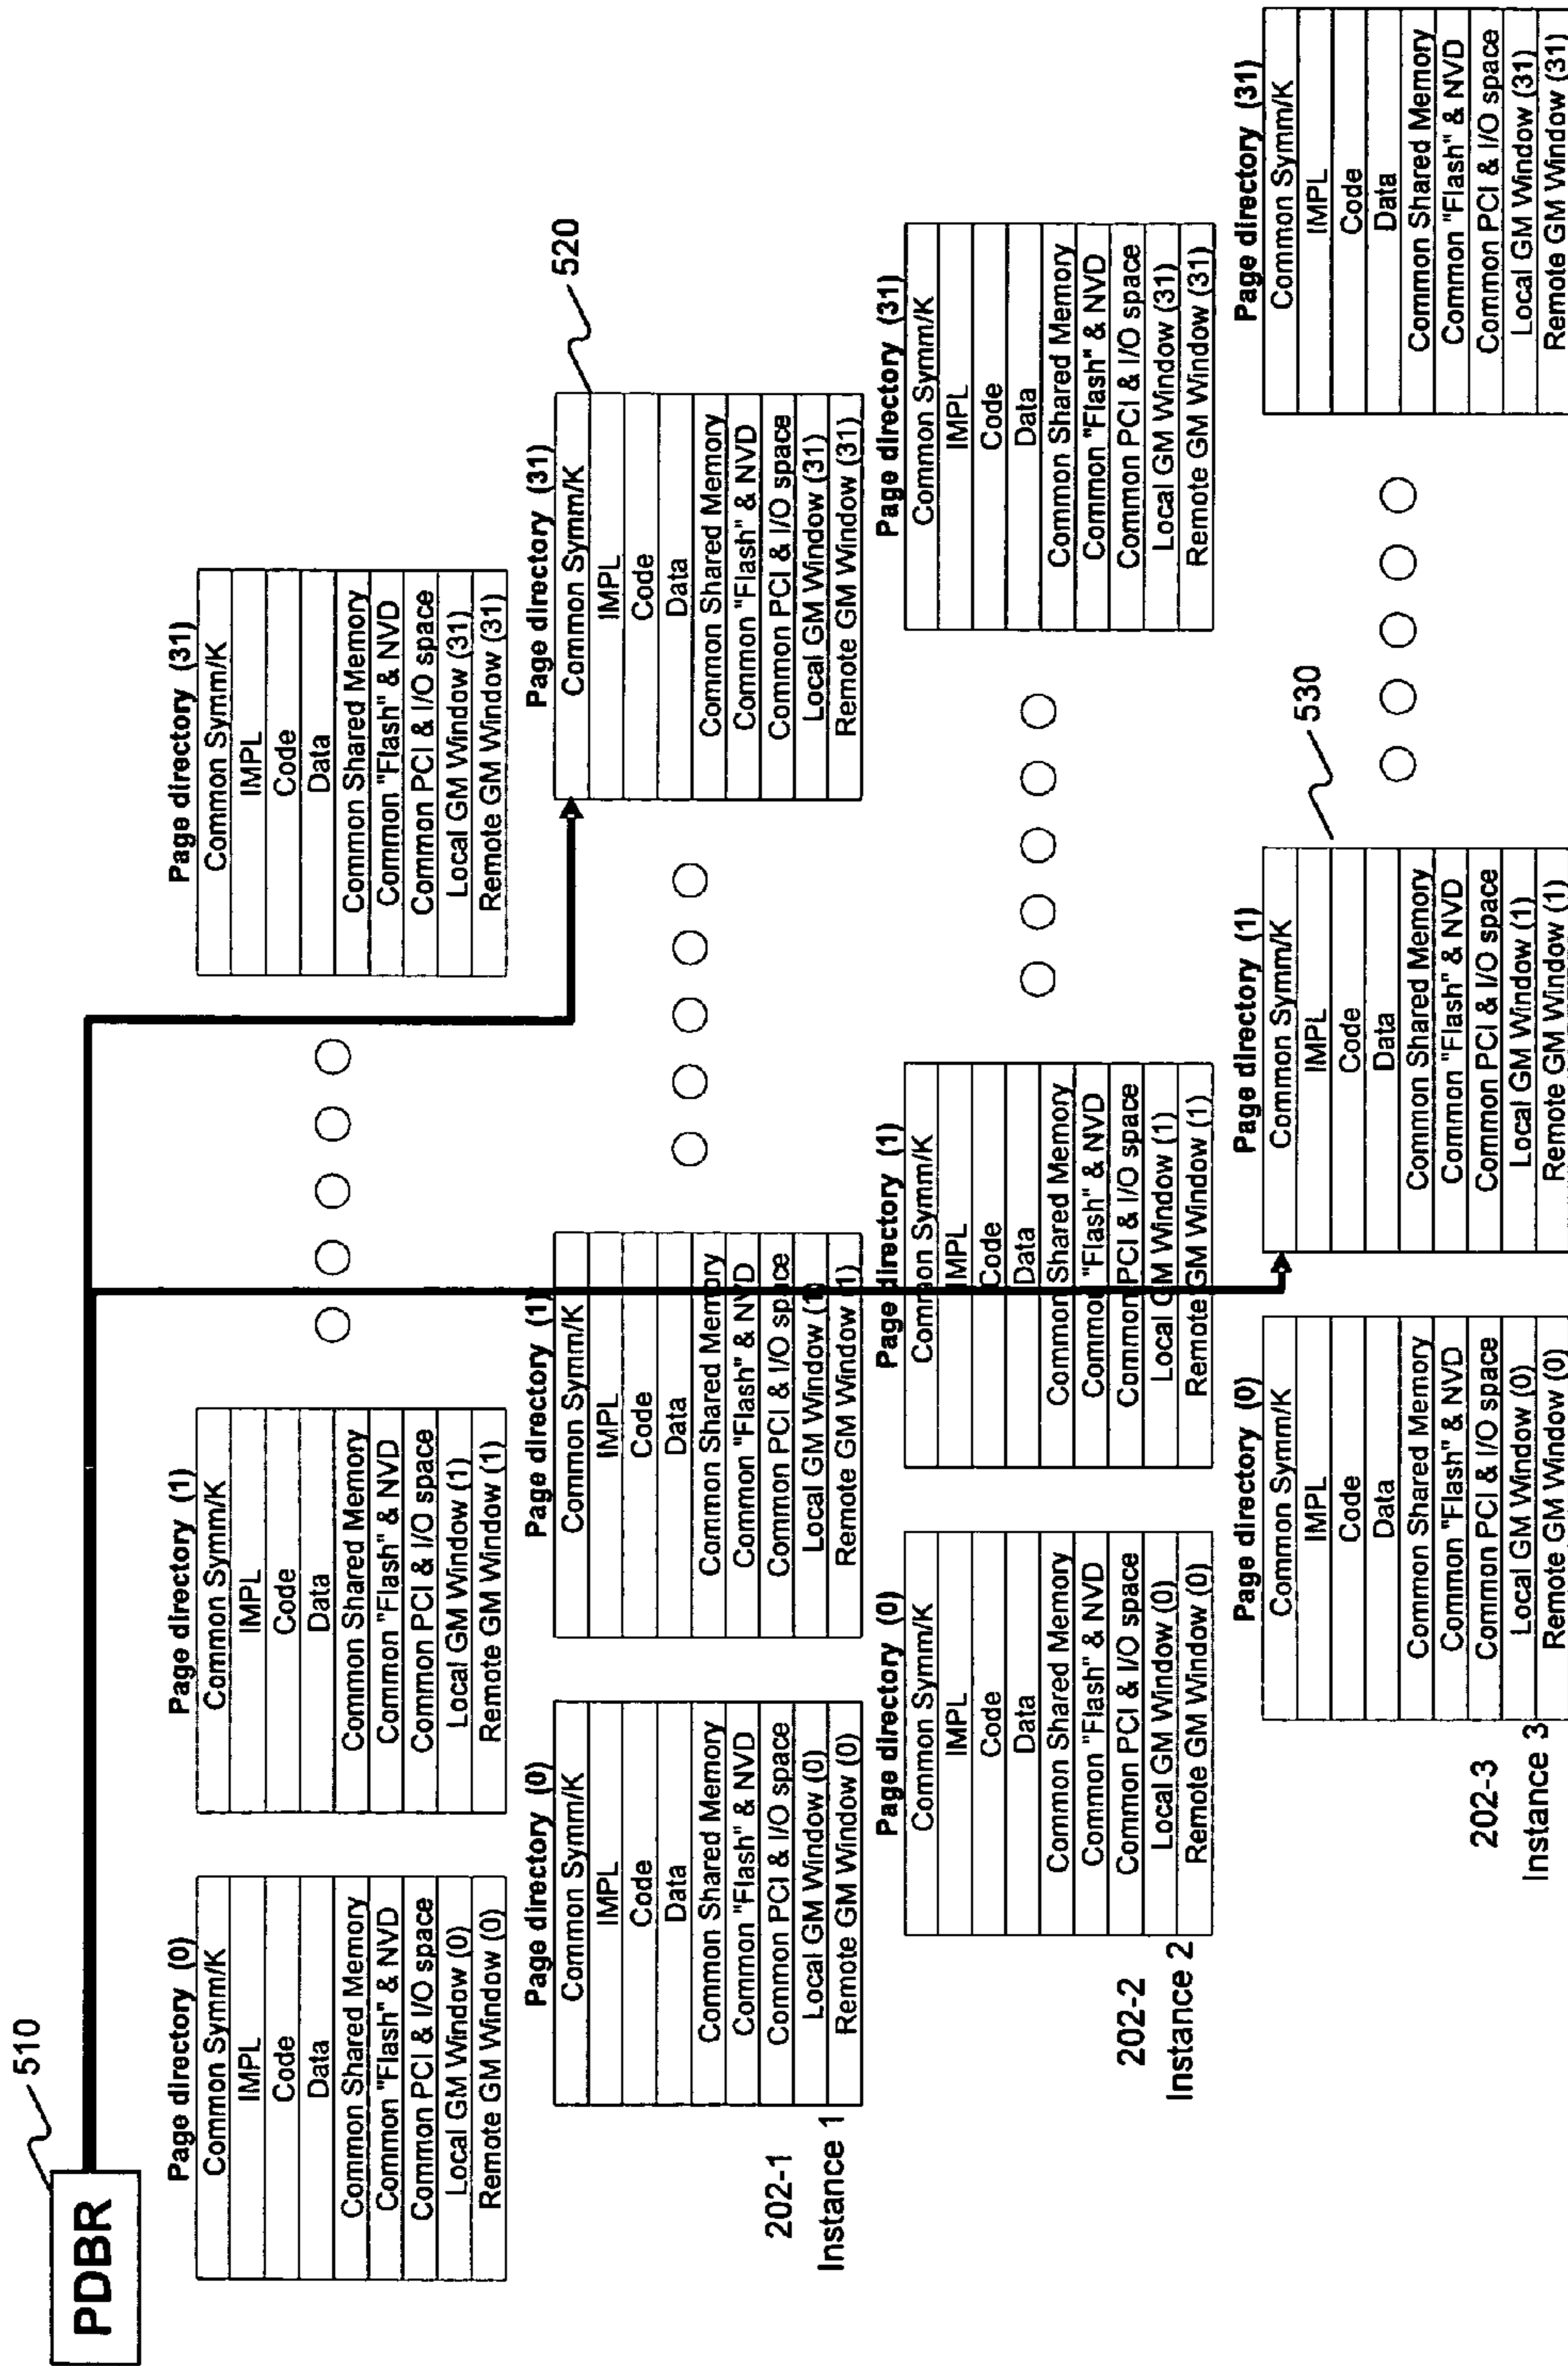 510
PDBR
Page directory (0)
Common Symm/K
IMPL
Code
Data
Common Shared Memory
Common "Flash" & NVD
Common PCI & I/O space
Local GM Window (0)
Remote GM Window (0)
Page directory (1)
Common Symm/K
IMPL
Code
Data
Common Shared Memory
Common "Flash" & NVD
Common PCI & I/O space
Local GM Window (1)
Remote GM Window (1)
Page directory (31)
Common Symm/K
IMPL
Code
Data
Common Shared Memory
Common "Flash" & NVD
Common PCI & I/O space
Local GM Window (31)
Remote GM Window (31)
202-1
Instance 1
Page directory (0)
Common Symm/K
IMPL
Code
Data
Common Shared Memory
Common "Flash" & NVD
Common PCI & I/O space
Local GM Window (0)
Remote GM Window (0)
Page directory (1)
Common Symm/K
IMPL
Code
Data
Common Shared Memory
Common "Flash" & NVD
Common PCI & I/O space
Local GM Window (1)
Remote GM Window (1)
Page directory (31)
Common Symm/K
IMPL
Code
Data
Common Shared Memory
Common "Flash" & NVD
Common PCI & I/O space
Local GM Window (31)
Remote GM Window (31)
520
202-2
Instance 2
Page directory (0)
Common Symm/K
IMPL
Code
Data
Common Shared Memory
Common "Flash" & NVD
Common PCI & I/O space
Local GM Window (0)
Remote GM Window (0)
Page directory (1)
Common Symm/K
IMPL
Code
Data
Common Shared Memory
Common "Flash" & NVD
Common PCI & I/O space
Local GM Window (1)
Remote GM Window (1)
Page directory (31)
Common Symm/K
IMPL
Code
Data
Common Shared Memory
Common "Flash" & NVD
Common PCI & I/O space
Local GM Window (31)
Remote GM Window (31)
202-3
Instance 3
Page directory (0)
Common Symm/K
IMPL
Code
Data
Common Shared Memory
Common "Flash" & NVD
Common PCI & I/O space
Local GM Window (0)
Remote GM Window (0)
Page directory (1)
Common Symm/K
IMPL
Code
Data
Common Shared Memory
Common "Flash" & NVD
Common PCI & I/O space
Local GM Window (1)
Remote GM Window (1)
530
Page directory (31)
Common Symm/K
IMPL
Code
Data
Common Shared Memory
Common "Flash" & NVD
Common PCI & I/O space
Local GM Window (31)
Remote GM Window (31)